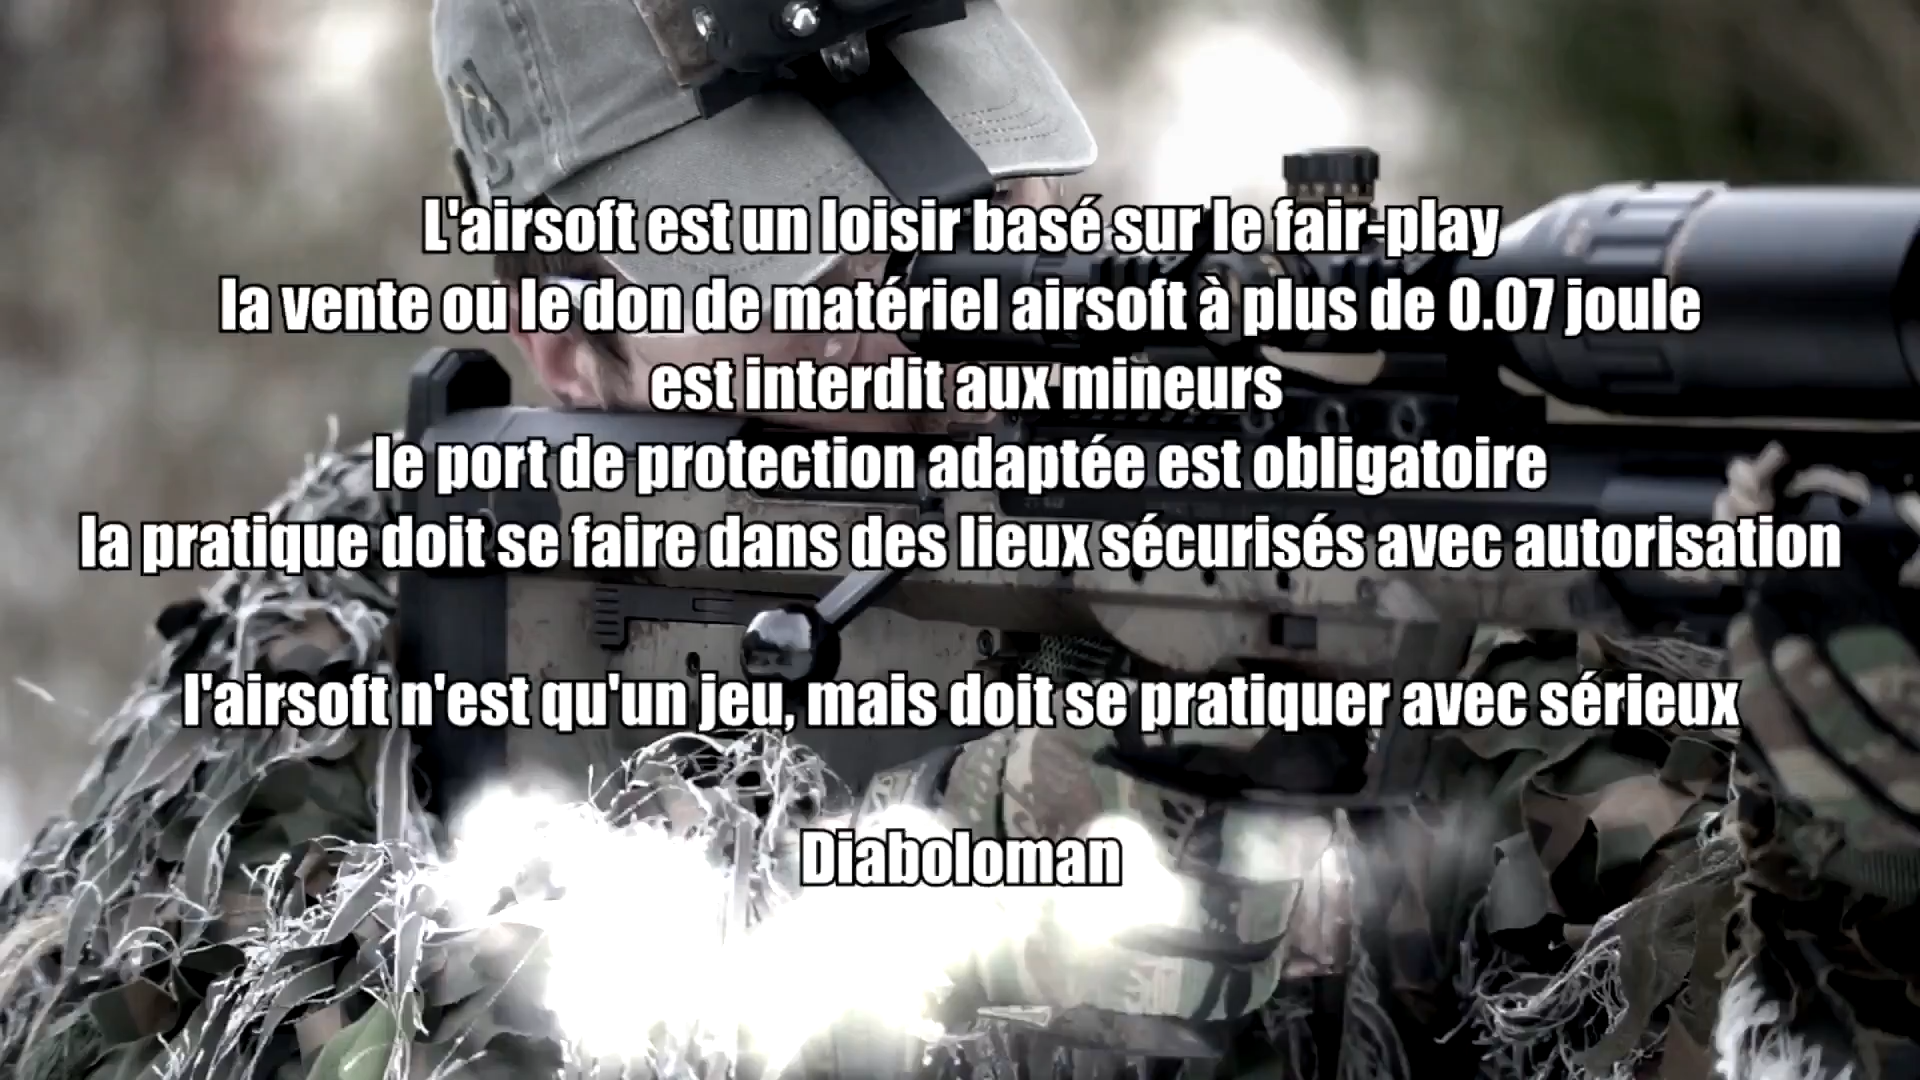 L'airsoft est un loisir basé sur le fair-play
la vente ou le don de matériel airsoft à plus de 0.07 joule
est interdit aux mineurs
le port de protection adaptée est obligatoire
la pratique doit se faire dans des lieux sécurisés avec autorisation
l'airsoft n'est qu'un jeu, mais doit se pratiquer avec sérieux
Diaboloman